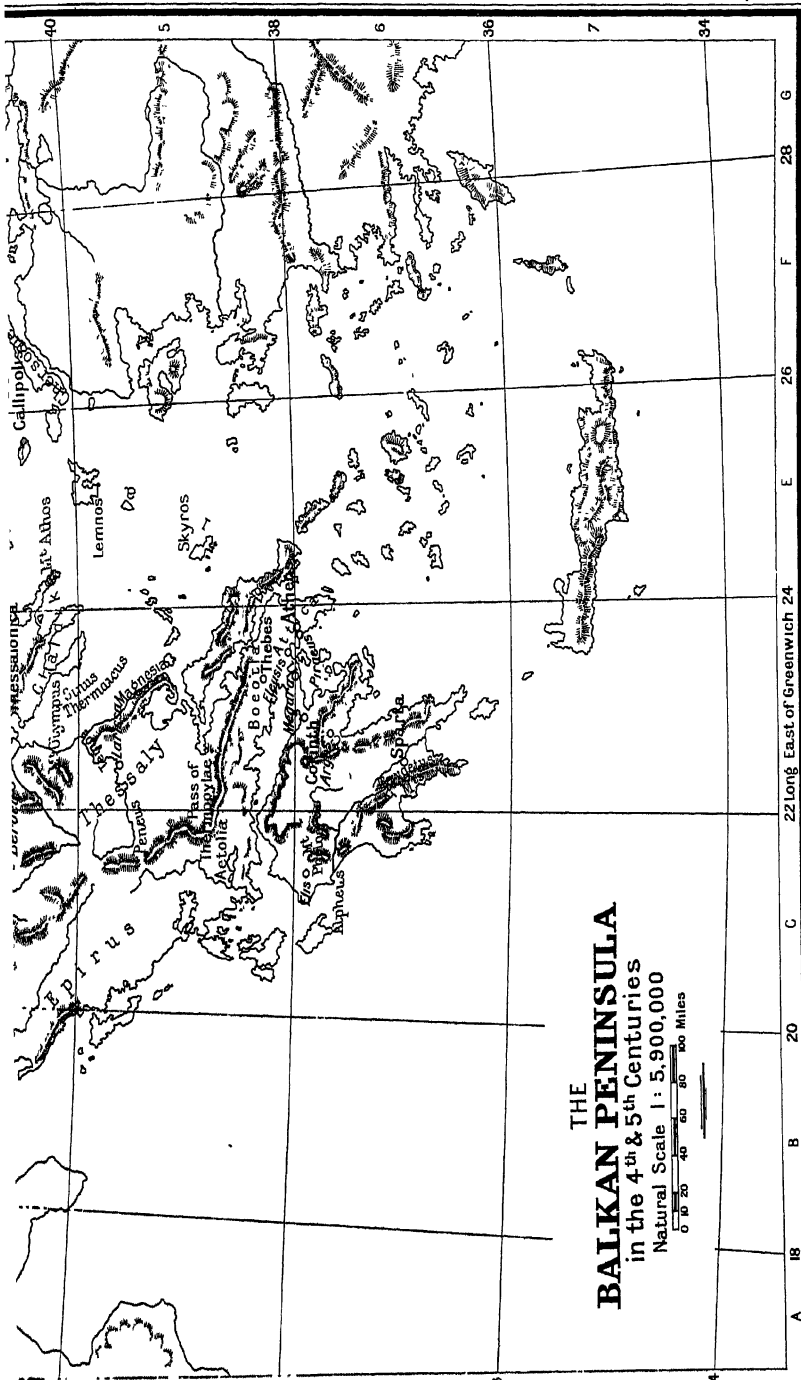 THE
BALKAN PENINSULA
in the 4th & 5th Centuries
Natural Scale 1: 5,900,000
0 10 20 40 60 80 100 Miles
Callipol
Mt Athos
Lemnos
Skyros
Olympus
Sinus
Thermaicus
Magnesia
Thessaly
Peneus
Pass of
Thermopylae
Aetolia
Epirus
Boeotia
Thebes
Eleusis
Athens
Megara
Piraeus
Corinth
Argos
Sparta
Elis
Mt
Alpheus
40
5
38
6
36
7
34
G
28
F
26
E
24
22 Long East of Greenwich
C
20
B
18
A